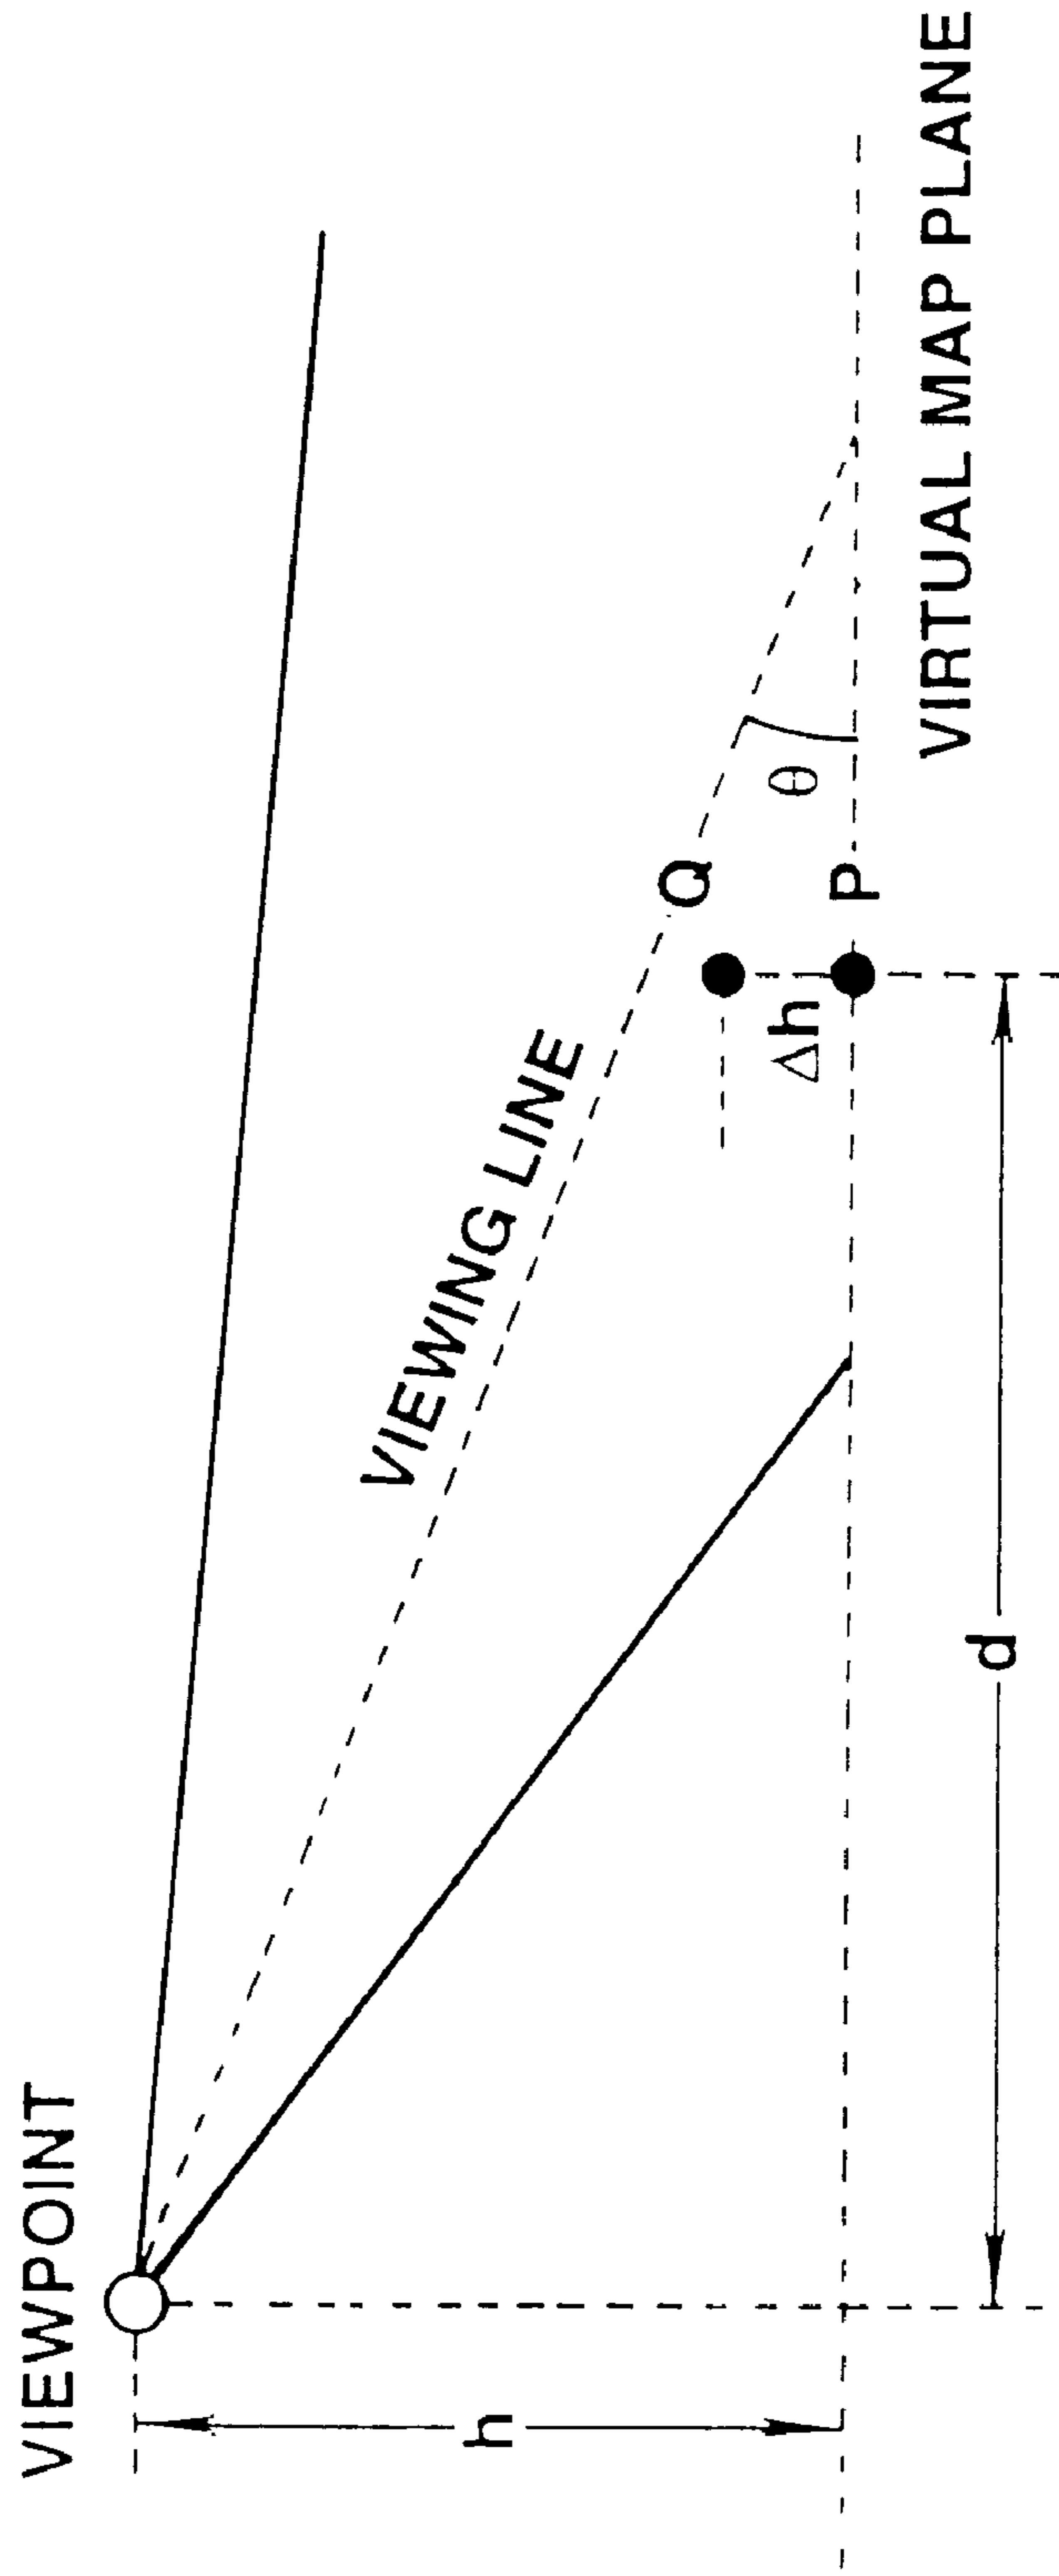 VIEWPOINT
VIEWING LINE
Q
θ
Δh
P
h
d
VIRTUAL MAP PLANE